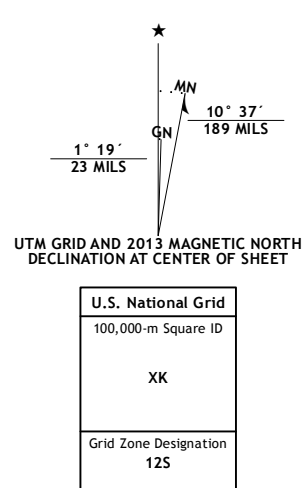 ★
MN
GN
10° 37´
189 MILS
1° 19´
23 MILS
UTM GRID AND 2013 MAGNETIC NORTH
DECLINATION AT CENTER OF SHEET
U.S. National Grid
100,000-m Square ID
XK
Grid Zone Designation
12S